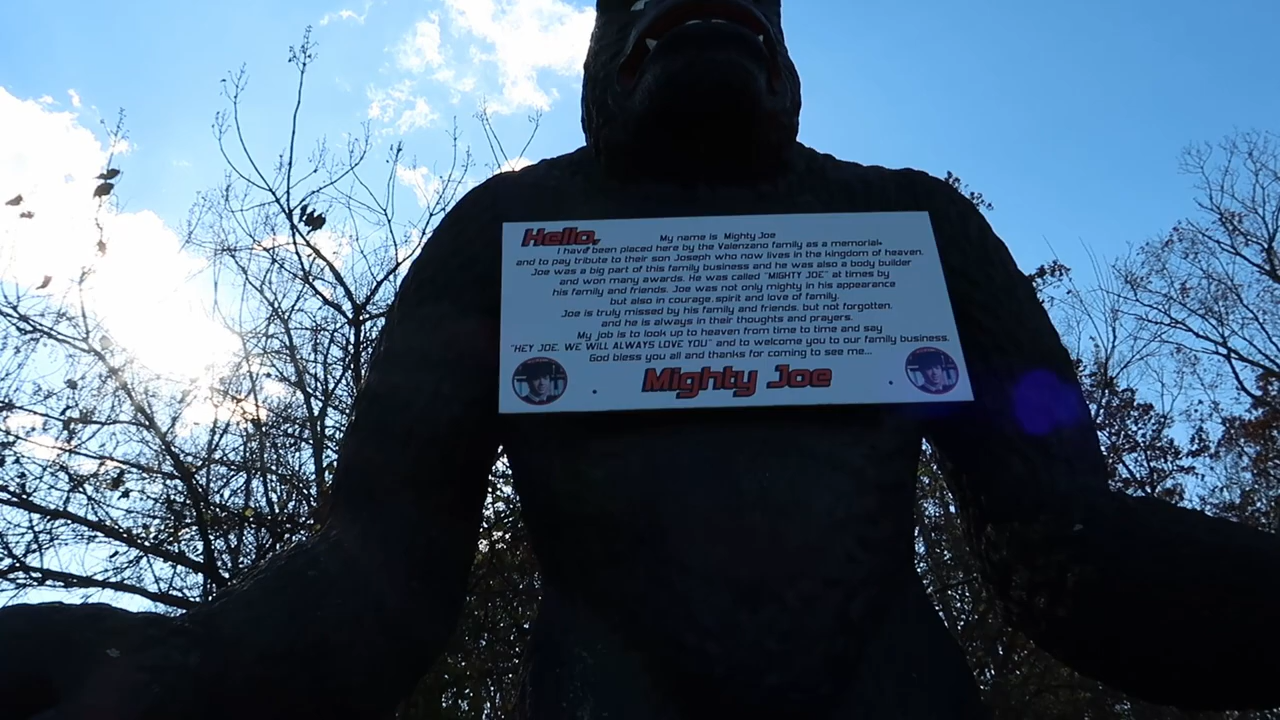 Hello, My name is Mighty Joe
I have been placed here by the Valenzano family as a memorial.
and to pay tribute to their son Joseph who now lives in the kingdom of heaven.
Joe was a big part of this family business and he was also a body builder
and won many awards. He was called "MIGHTY JOE" at times by
his family and friends. Joe was not only mighty in his appearance
but also in courage, spirit and love of family.
Joe is truly missed by his family and friends, but not forgotten,
and he is always in their thoughts and prayers.
My job is to look up to heaven from time to time and say
"HEY JOE, WE WILL ALWAYS LOVE YOU" and to welcome you to our family business.
God bless you all and thanks for coming to see me...
Mighty Joe